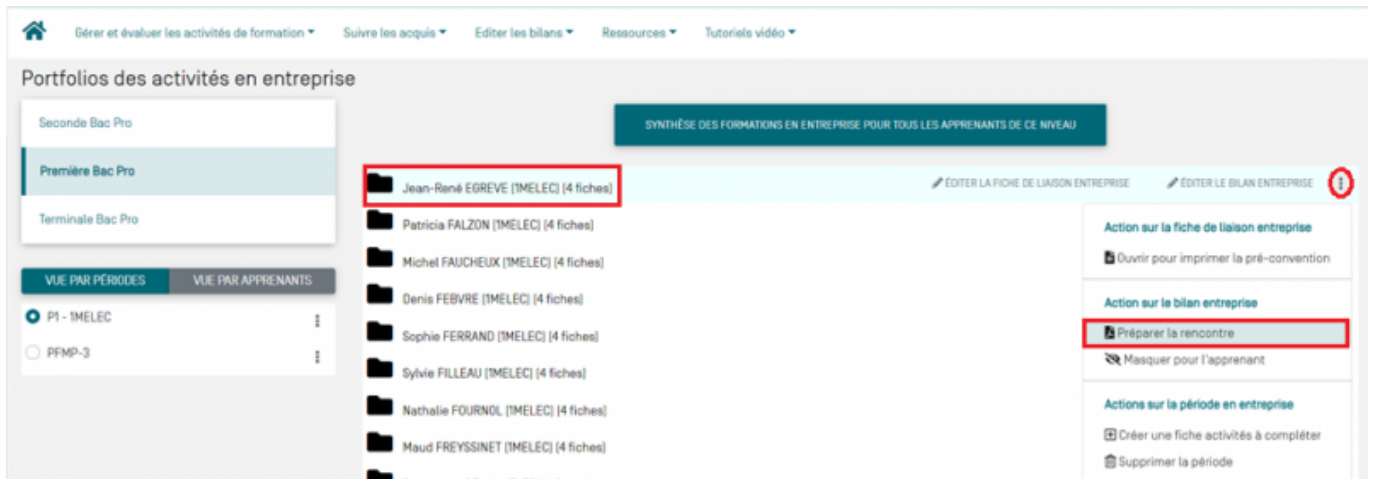 Gérer et évaluer les activités de formation Suivre les acquis Editer les bilans Ressources Tutoriels vidéo
Portfolios des activités en entreprise
Seconde Bac Pro
Première Bac Pro
Terminale Bac Pro
VUE PAR PÉRIODES VUE PAR APPRENANTS
P1 - 1MELEC
PFMP-3
SYNTHÈSE DES FORMATIONS EN ENTREPRISE POUR TOUS LES APPRENANTS DE CE NIVEAU
Jean-René EGREVE (1MELEC) (4 fiches)
ÉDITER LA FICHE DE LIAISON ENTREPRISE ÉDITER LE BILAN ENTREPRISE
Patricia FALZON (1MELEC) (4 fiches)
Michel FAUCHEUX (1MELEC) (4 fiches)
Denis FEBVRE (1MELEC) (4 fiches)
Sophie FERRAND (1MELEC) (4 fiches)
Sylvie FILLEAU (1MELEC) (4 fiches)
Nathalie FOURNOL (1MELEC) (4 fiches)
Maud FREYSSINET (1MELEC) (4 fiches)
Action sur la fiche de liaison entreprise
Ouvrir pour imprimer la pré-convention
Action sur le bilan entreprise
Préparer la rencontre
Masquer pour l'apprenant
Actions sur la période en entreprise
Créer une fiche activités à compléter
Supprimer la période